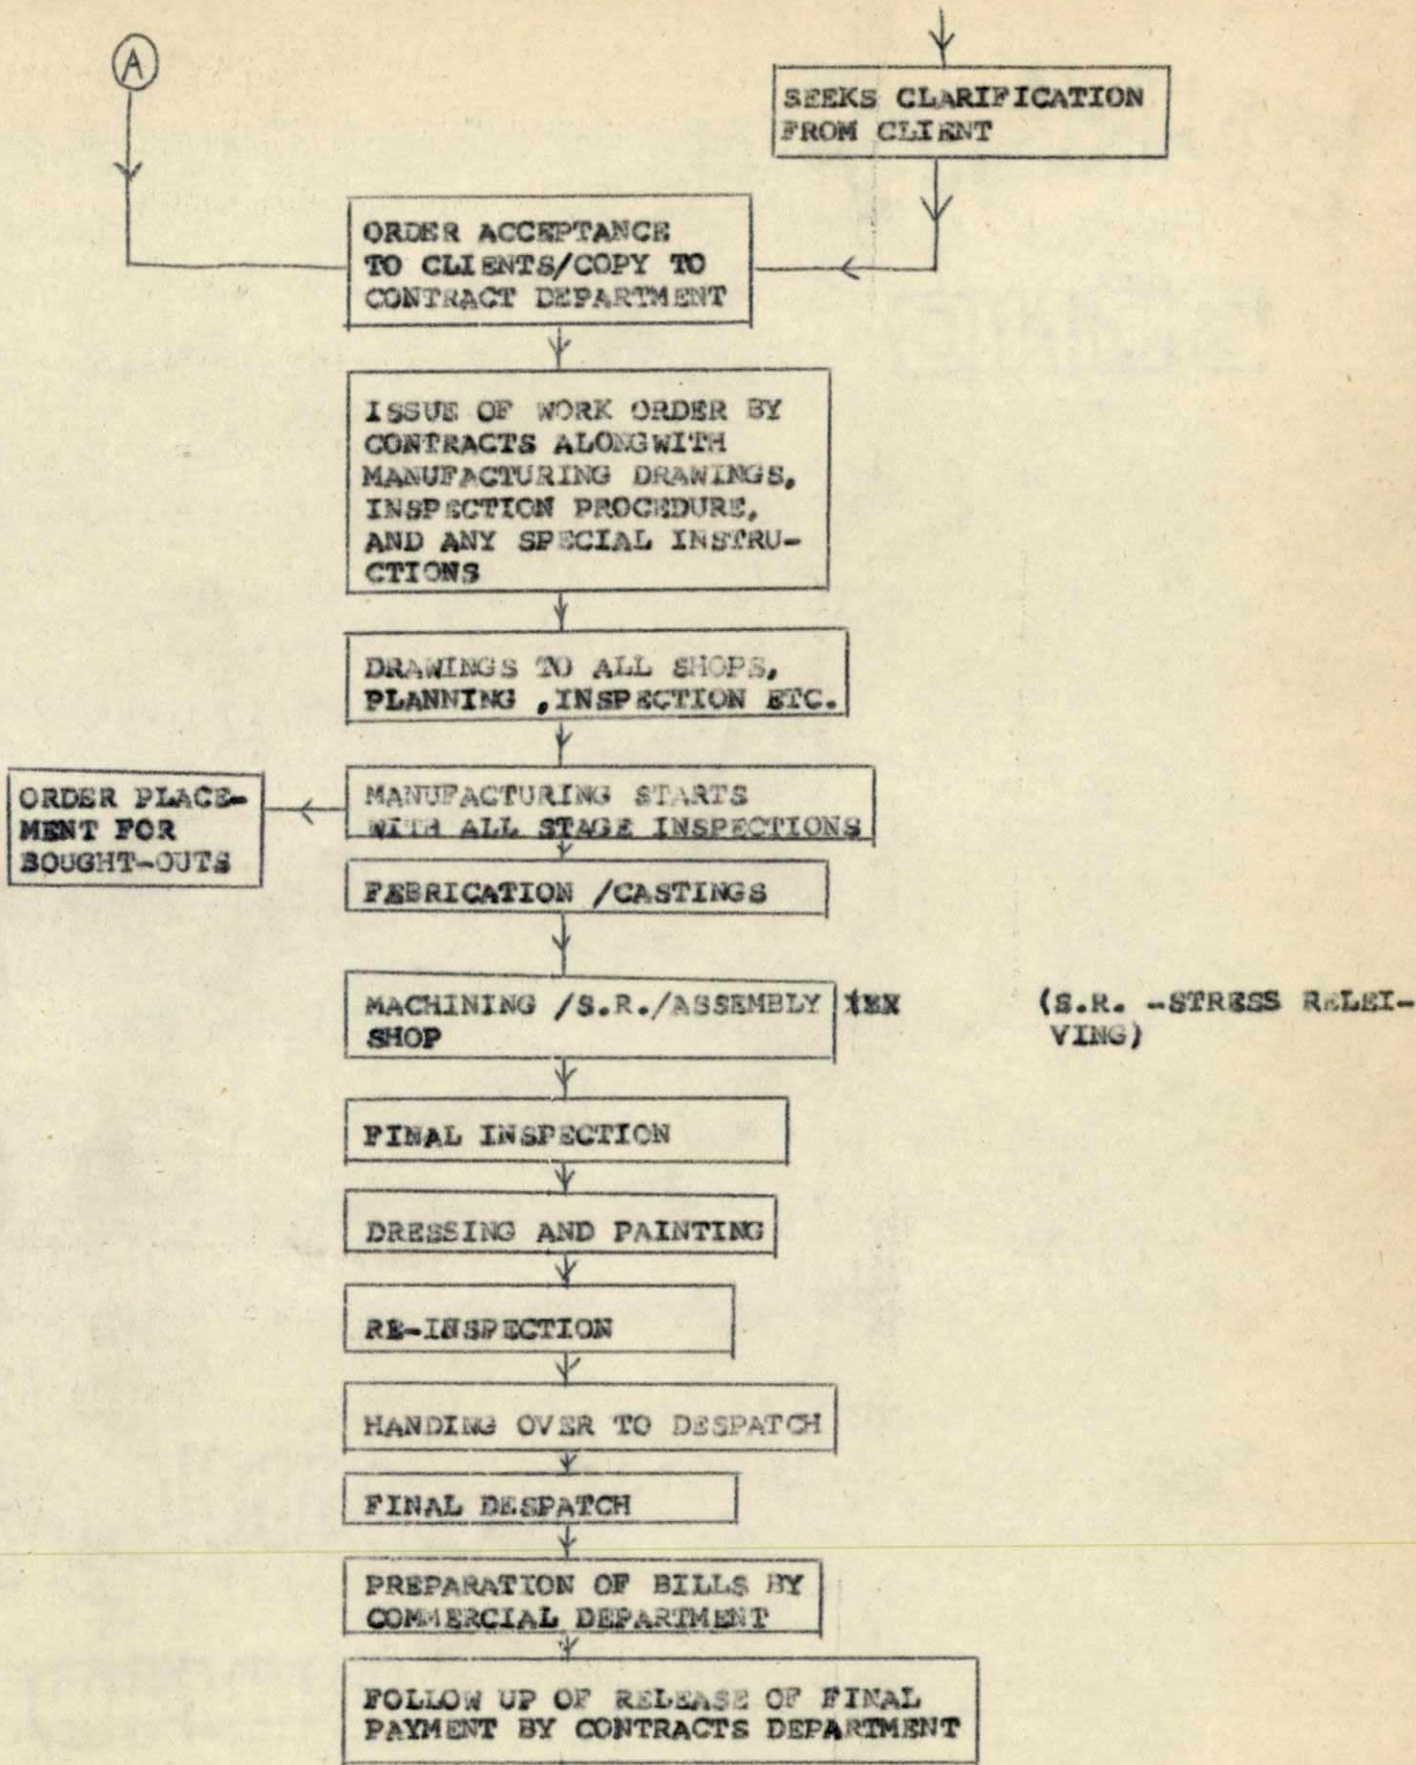 A
SEEKS CLARIFICATION
FROM CLIENT
ORDER ACCEPTANCE
TO CLIENTS/COPY TO
CONTRACT DEPARTMENT
ISSUE OF WORK ORDER BY
CONTRACTS ALONGWITH
MANUFACTURING DRAWINGS,
INSPECTION PROCEDURE,
AND ANY SPECIAL INSTRU-
CTIONS
DRAWINGS TO ALL SHOPS,
PLANNING ,INSPECTION ETC.
ORDER PLACE-
MENT FOR
BOUGHT-OUTS
MANUFACTURING STARTS
WITH ALL STAGE INSPECTIONS
FABRICATION /CASTINGS
MACHINING /S.R./ASSEMBLY
SHOP
(S.R. -STRESS RELEI-
VING)
FINAL INSPECTION
DRESSING AND PAINTING
RE-INSPECTION
HANDING OVER TO DESPATCH
FINAL DESPATCH
PREPARATION OF BILLS BY
COMMERCIAL DEPARTMENT
FOLLOW UP OF RELEASE OF FINAL
PAYMENT BY CONTRACTS DEPARTMENT